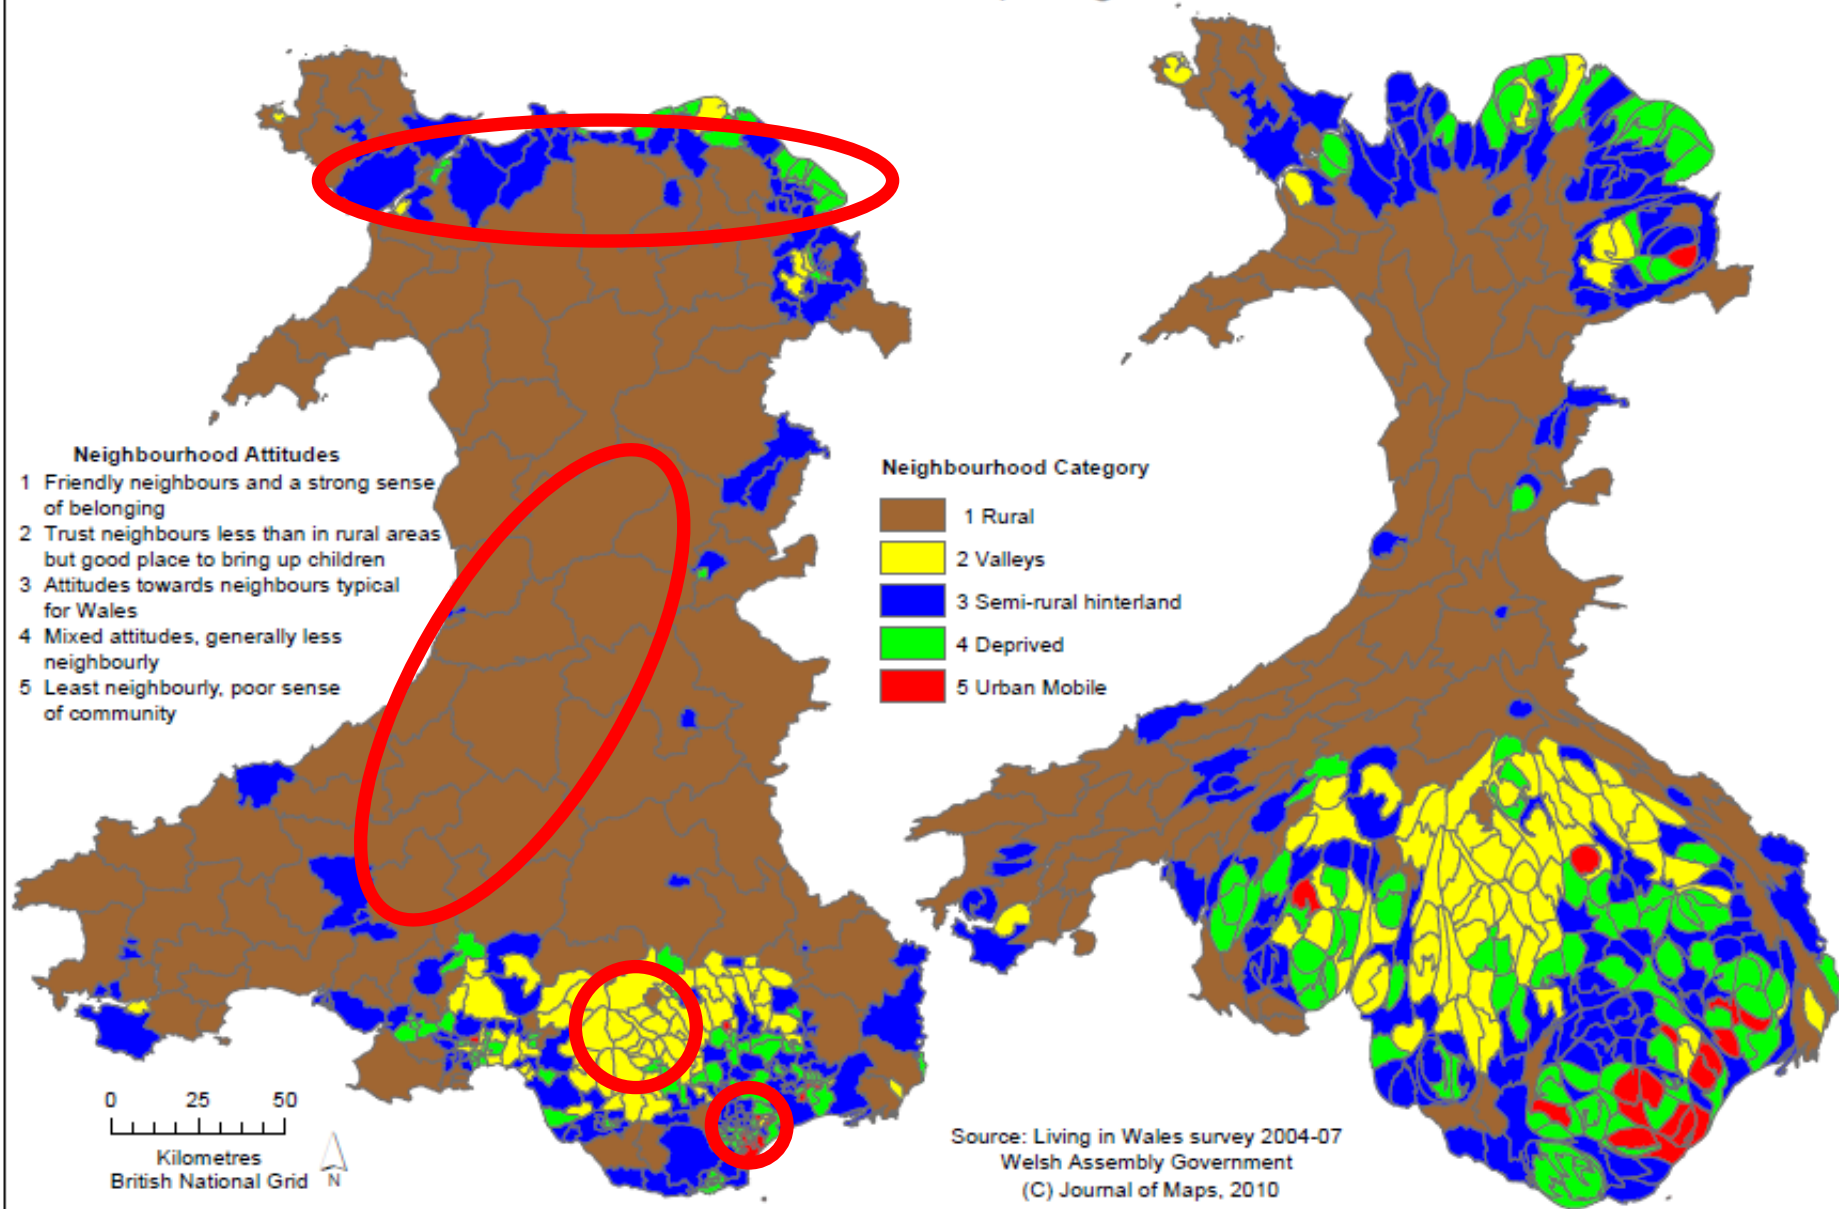 Neighbourhood Attitudes
1 Friendly neighbours and a strong sense
of belonging
2 Trust neighbours less than in rural areas
but good place to bring up children
3 Attitudes towards neighbours typical
for Wales
4 Mixed attitudes, generally less
neighbourly
5 Least neighbourly, poor sense
of community
Neighbourhood Category
1 Rural
2 Valleys
3 Semi-rural hinterland
4 Deprived
5 Urban Mobile
0 25 50
Kilometres
British National Grid
N
Source: Living in Wales survey 2004-07
Welsh Assembly Government
(C) Journal of Maps, 2010